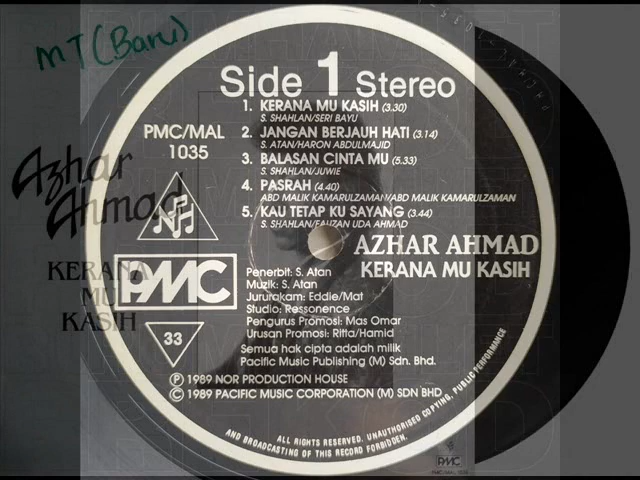 MT (Baru)
Side 1 Stereo
1. KERANA MU KASIH (3.30)
S. SHAHLAN/SERI BAYU
2. JANGAN BERJAUH HATI (3.14)
S. ATAN/HARON ABDULMAJID
3. BALASAN CINTA MU (5.33)
S. SHAHLAN/JUWIE
4. PASRAH (4.40)
ABD MALIK KAMARULZAMAN/ABD MALIK KAMARULZAMAN
5. KAU TETAP KU SAYANG (3.44)
S. SHAHLAN/FAUZAN UDA AHMAD
PMC/MAL
1035
Azhar
Ahmad
KERANA
MU
KASIH
PMC
33
AZHAR AHMAD
KERANA MU KASIH
Penerbit: S. Atan
Muzik: S. Atan
Jururakam: Eddie/Mat
Studio: Ressonence
Pengurus Promosi: Mas Omar
Urusan Promosi: Ritta/Hamid
Semua hak cipta adalah milik
Pacific Music Publishing (M) Sdn. Bhd.
Ⓟ 1989 NOR PRODUCTION HOUSE
© 1989 PACIFIC MUSIC CORPORATION (M) SDN BHD
ALL RIGHTS RESERVED. UNAUTHORISED COPYING, PUBLIC PERFORMANCE
AND BROADCASTING OF THIS RECORD FORBIDDEN.
PMC